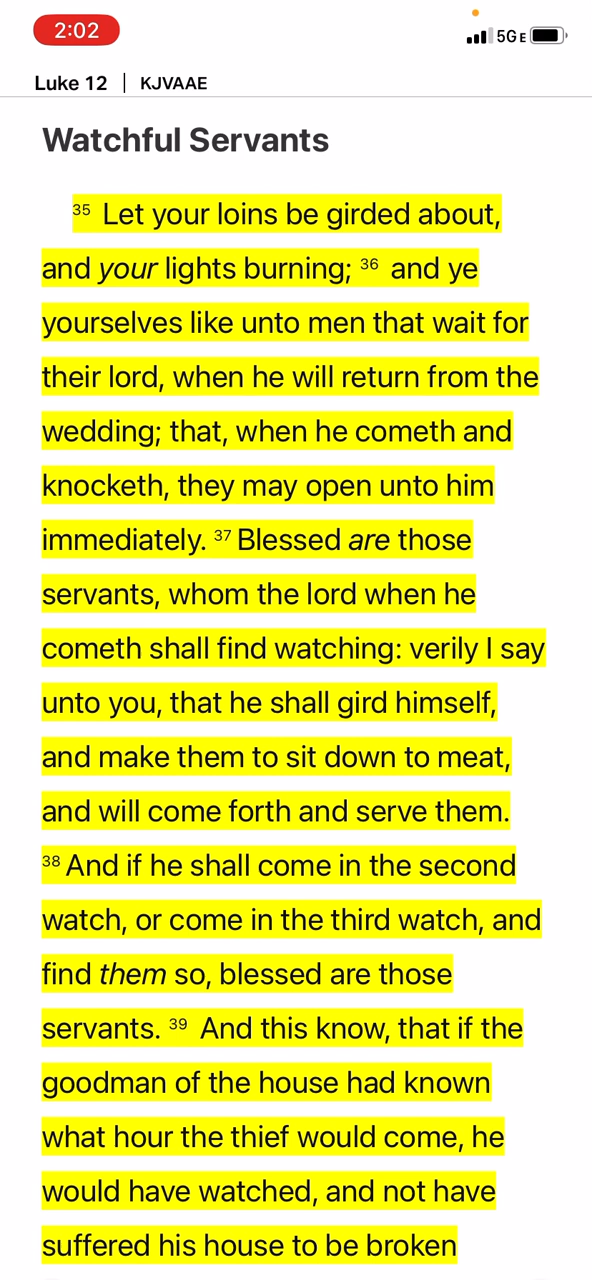 2:02
5GE
Luke 12 | KJVAAE
Watchful Servants
35 Let your loins be girded about,
and your lights burning; 36 and ye
yourselves like unto men that wait for
their lord, when he will return from the
wedding; that, when he cometh and
knocketh, they may open unto him
immediately. 37 Blessed are those
servants, whom the lord when he
cometh shall find watching: verily I say
unto you, that he shall gird himself,
and make them to sit down to meat,
and will come forth and serve them.
38 And if he shall come in the second
watch, or come in the third watch, and
find them so, blessed are those
servants. 39 And this know, that if the
goodman of the house had known
what hour the thief would come, he
would have watched, and not have
suffered his house to be broken